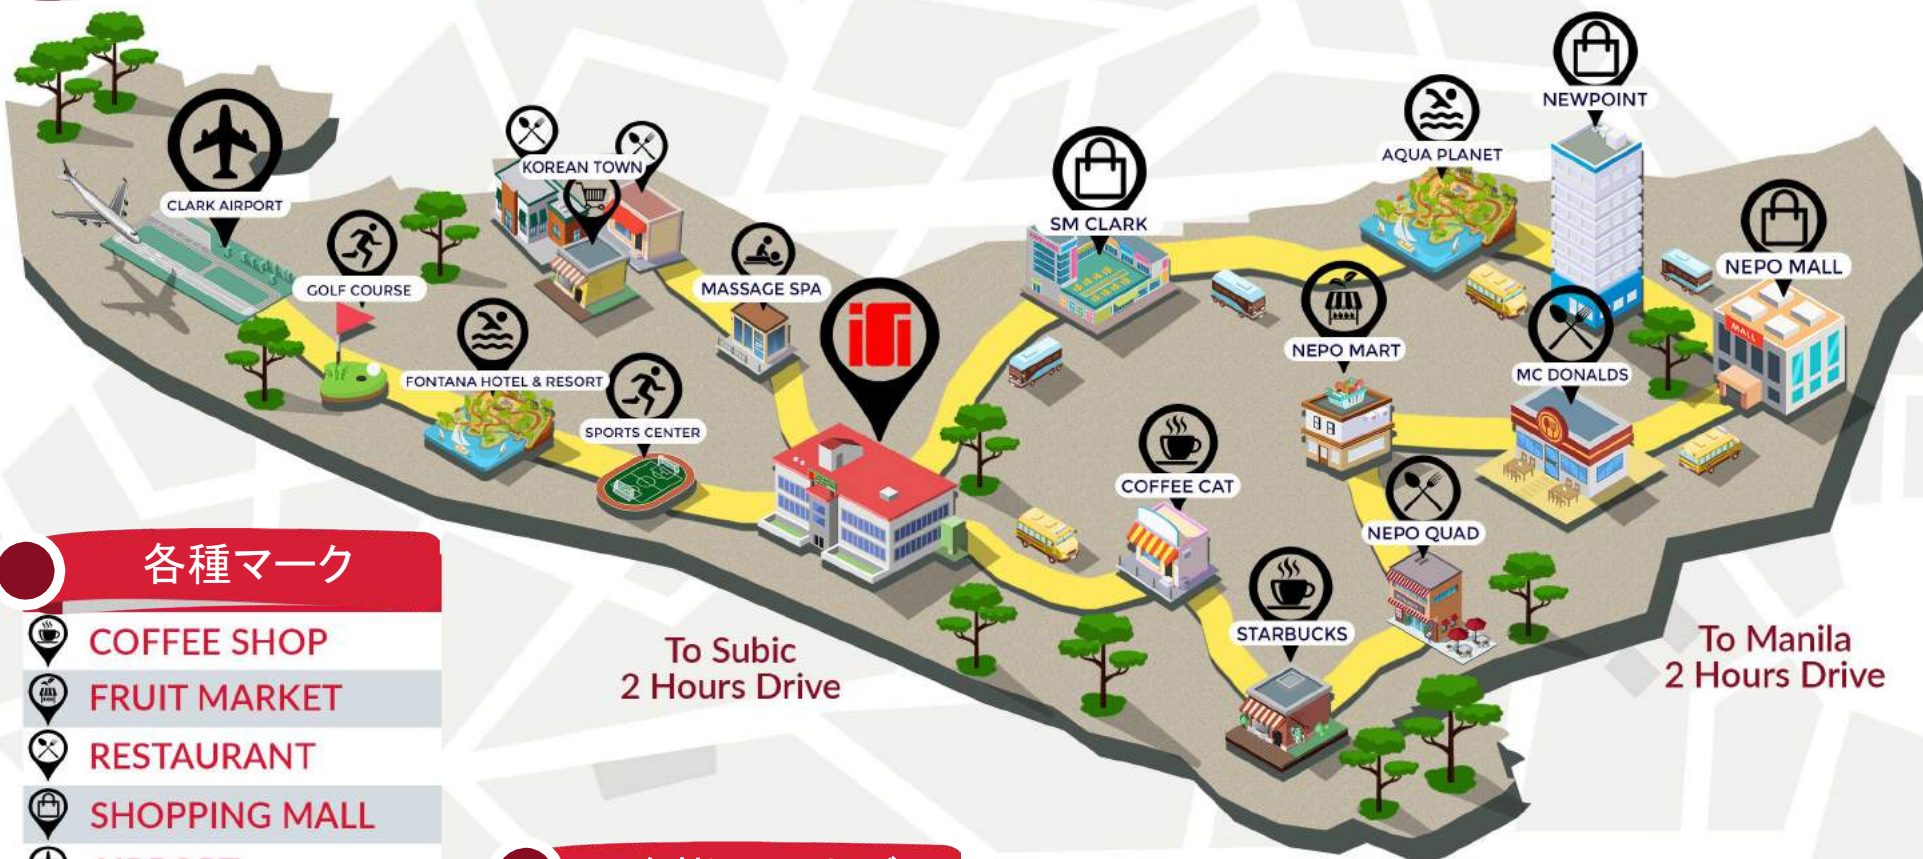 NEWPOINT
AQUA PLANET
KOREAN TOWN
CLARK AIRPORT
SM CLARK
NEPO MALL
GOLF COURSE
MASSAGE SPA
MALL
NEPO MART
MC DONALDS
FONTANA HOTEL & RESORT
SPORTS CENTER
COFFEE CAT
NEPO QUAD
STARBUCKS
To Subic
2 Hours Drive
To Manila
2 Hours Drive
各種マーク
COFFEE SHOP
FRUIT MARKET
RESTAURANT
SHOPPING MALL